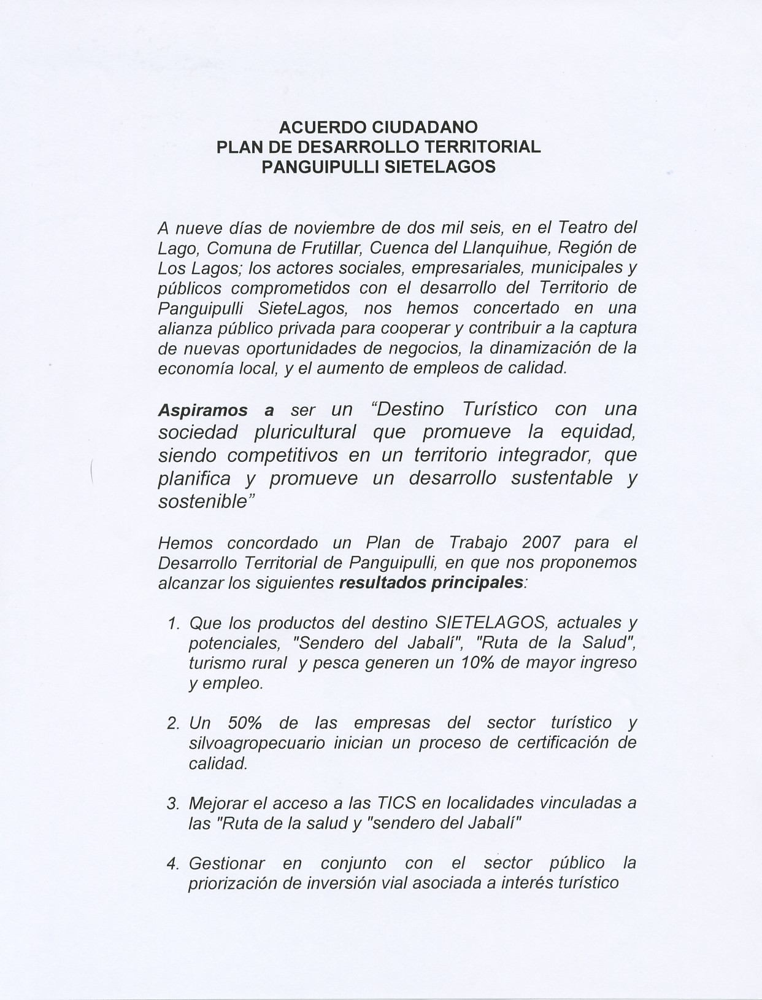 ACUERDO CIUDADANO
PLAN DE DESARROLLO TERRITORIAL
PANGUIPULLI SIETELAGOS
A nueve días de noviembre de dos mil seis, en el Teatro del
Lago, Comuna de Frutillar, Cuenca del Llanquihue, Región de
Los Lagos; los actores sociales, empresariales, municipales y
públicos comprometidos con el desarrollo del Territorio de
Panguipulli SieteLagos, nos hemos concertado en una
alianza público privada para cooperar y contribuir a la captura
de nuevas oportunidades de negocios, la dinamización de la
economía local, y el aumento de empleos de calidad.
Aspiramos a ser un “Destino Turístico con una
sociedad pluricultural que promueve la equidad,
siendo competitivos en un territorio integrador, que
planifica y promueve un desarrollo sustentable y
sostenible”
Hemos concordado un Plan de Trabajo 2007 para el
Desarrollo Territorial de Panguipulli, en que nos proponemos
alcanzar los siguientes resultados principales:
1. Que los productos del destino SIETELAGOS, actuales y
potenciales, "Sendero del Jabalí", "Ruta de la Salud",
turismo rural y pesca generen un 10% de mayor ingreso
y empleo.
2. Un 50% de las empresas del sector turístico y
silvoagropecuario inician un proceso de certificación de
calidad.
3. Mejorar el acceso a las TICS en localidades vinculadas a
las "Ruta de la salud y "sendero del Jabalí"
4. Gestionar en conjunto con el sector público la
priorización de inversión vial asociada a interés turístico